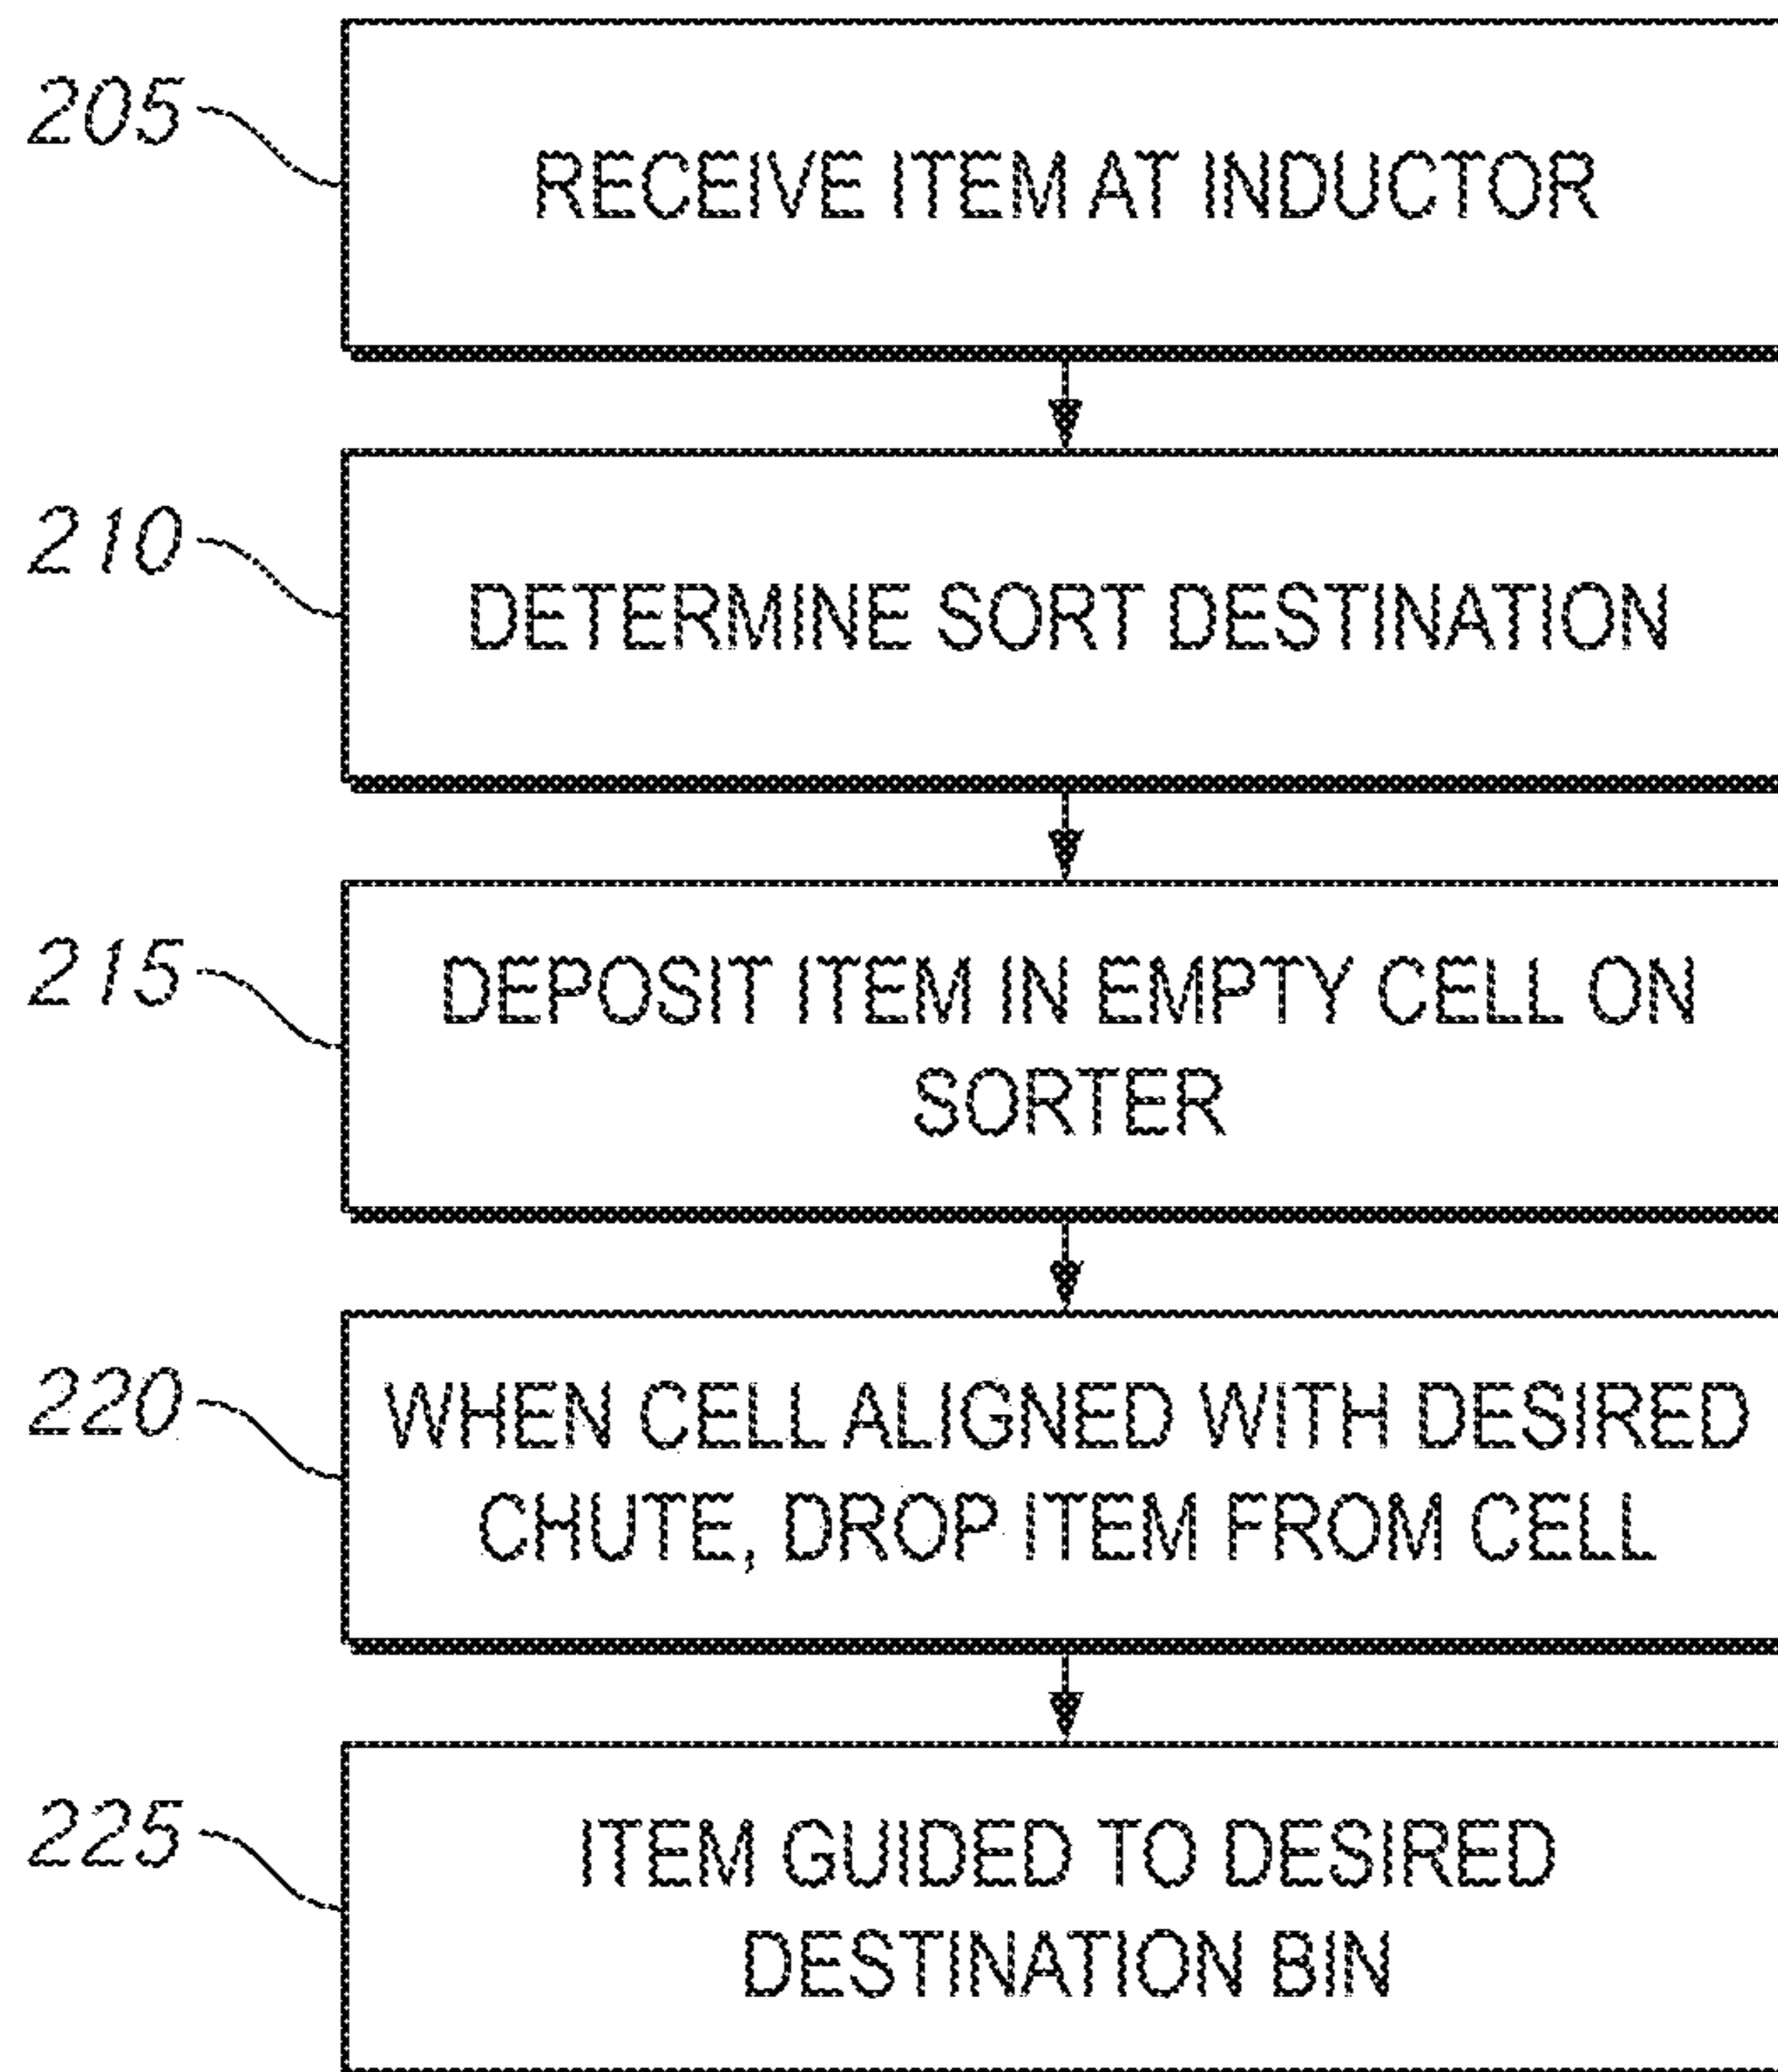 205
RECEIVE ITEM AT INDUCTOR
210
DETERMINE SORT DESTINATION
215
DEPOSIT ITEM IN EMPTY CELL ON
SORTER
220
WHEN CELL ALIGNED WITH DESIRED
CHUTE, DROP ITEM FROM CELL
225
ITEM GUIDED TO DESIRED
DESTINATION BIN